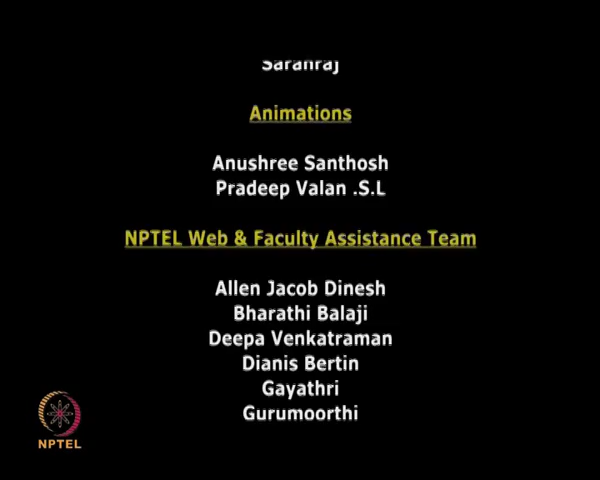 Saranraj
Animations
Anushree Santhosh
Pradeep Valan .S.L
NPTEL Web & Faculty Assistance Team
Allen Jacob Dinesh
Bharathi Balaji
Deepa Venkatraman
Dianis Bertin
Gayathri
Gurumoorthi
NPTEL